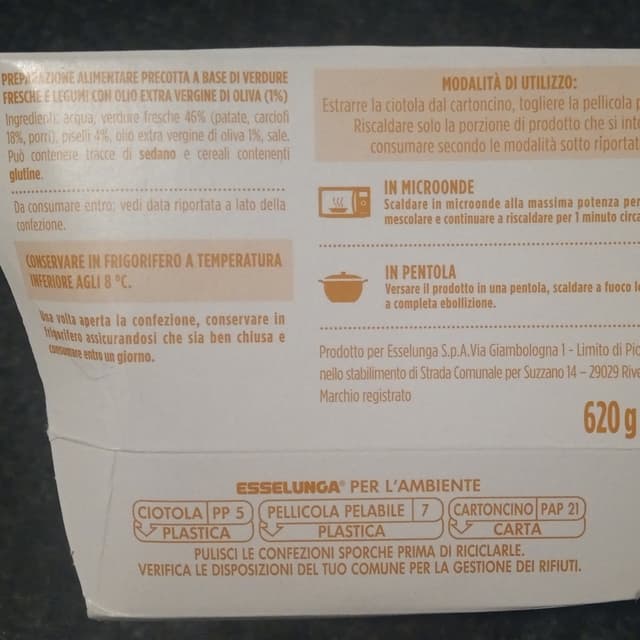 PREPARAZIONE ALIMENTARE PRECOTTA A BASE DI VERDURE
FRESCHE E LEGUMI CON OLIO EXTRA VERGINE DI OLIVA (1%)
Ingredienti: acqua, verdure fresche 46% (patate, carciofi
18%, porri), piselli 4%, olio extra vergine di oliva 1%, sale.
Può contenere tracce di sedano e cereali contenenti
glutine.
Da consumare entro: vedi data riportata a lato della
confezione.
CONSERVARE IN FRIGORIFERO A TEMPERATURA
INFERIORE AGLI 8 °C.
Una volta aperta la confezione, conservare in
frigorifero assicurandosi che sia ben chiusa e
consumare entro un giorno.
MODALITÀ DI UTILIZZO:
Estrarre la ciotola dal cartoncino, togliere la pellicola
Riscaldare solo la porzione di prodotto che si
consumare secondo le modalità sotto
IN MICROONDE
Scaldare in microonde alla massima potenza per
mescolare e continuare a riscaldare per 1 minuto circa
IN PENTOLA
Versare il prodotto in una pentola, scaldare a fuoco
a completa ebollizione.
Prodotto per Esselunga S.p.A. Via Giambologna 1 - Limito di
nello stabilimento di Strada Comunale per Suzzano 14 – 29029
Marchio registrato
620 g
ESSELUNGA® PER L'AMBIENTE
CIOTOLA PP 5 PELLICOLA PELABILE 7 CARTONCINO PAP 21
PLASTICA PLASTICA CARTA
PULISCI LE CONFEZIONI SPORCHE PRIMA DI RICICLARLE.
VERIFICA LE DISPOSIZIONI DEL TUO COMUNE PER LA GESTIONE DEI RIFIUTI.